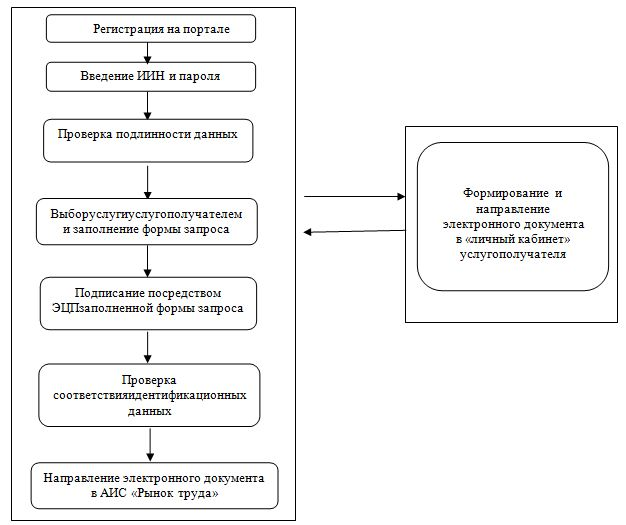 Регистрация на портале
Введение ИИН и пароля
Проверка подлинности данных
Выборуслугиуслугополучателем
и заполнение формы запроса
Подписание посредством
ЭЦПзаполненной формы запроса
Проверка
соответствияидентификационных
данных
Направление электронного документа
в АИС «Рынок труда»
Формирование и
направление
электронного документа
в «личный кабинет»
услугополучателя